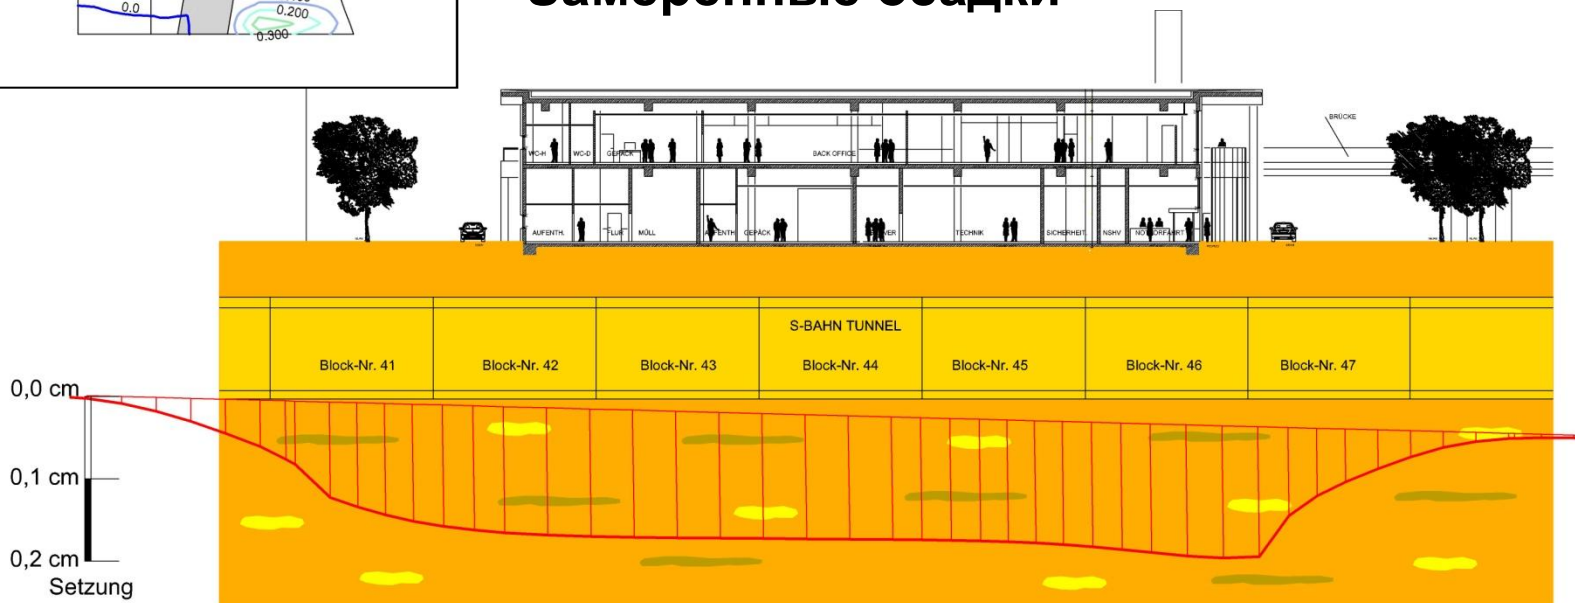 0.0
0.200
0.300
Замеренные осадки
BRÜCKE
WC-H
WC-D
GEPÄCK
BACK OFFICE
AUFENTH.
FLUR
MÜLL
GEPÄCK
TECHNIK
SICHERHEIT
NSHV
S-BAHN TUNNEL
Block-Nr. 41
Block-Nr. 42
Block-Nr. 43
Block-Nr. 44
Block-Nr. 45
Block-Nr. 46
Block-Nr. 47
0,0 cm
0,1 cm
0,2 cm
Setzung